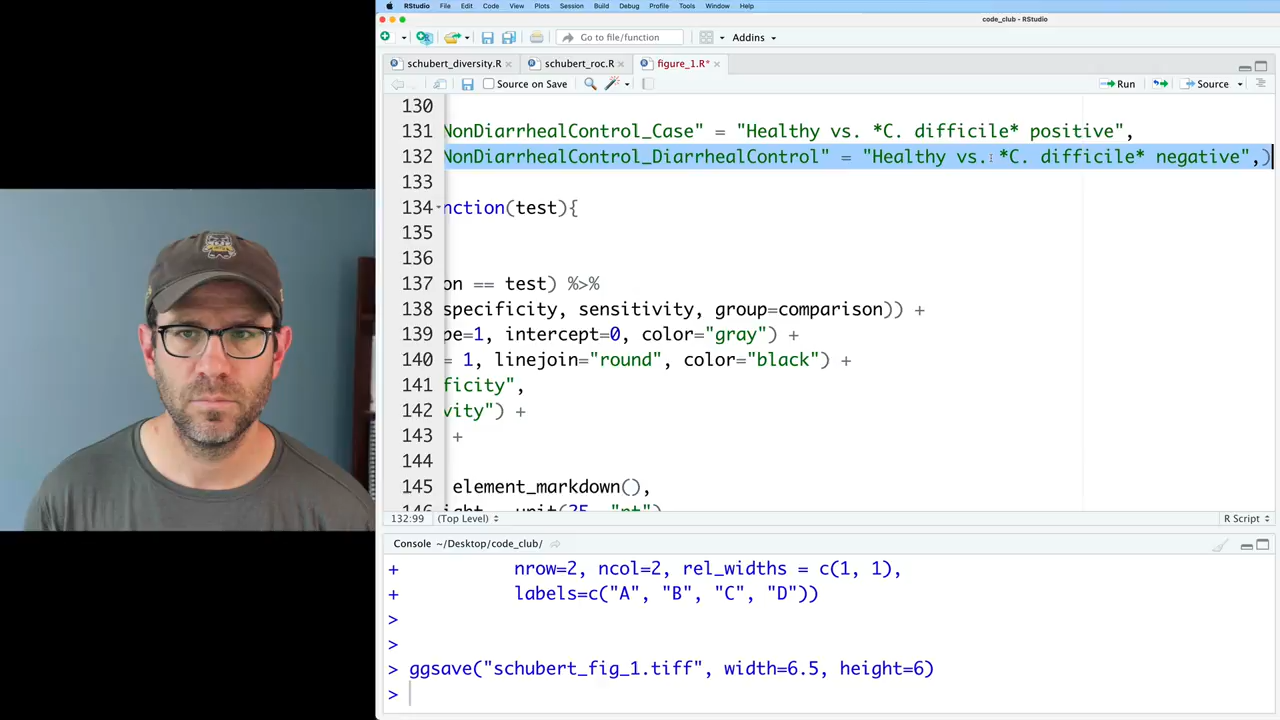 RStudio File Edit Code View Plots Session Build Debug Profile Tools Window Help
code_club - RStudio
Go to file/function Addins
schubert_diversity.R schubert_roc.R figure_1.R*
Source on Save Run Source
130
131 NonDiarrhealControl_Case" = "Healthy vs. *C. difficile* positive",
132 NonDiarrhealControl_DiarrhealControl" = "Healthy vs. *C. difficile* negative",)
133
134 nction(test){
135
136
137 on == test) %>%
138 specificity, sensitivity, group=comparison)) +
139 pe=1, intercept=0, color="gray") +
140 = 1, linejoin="round", color="black") +
141 ficity",
142 vity") +
143 +
144
145 element_markdown(),
146 ight = unit(25, "pt")
132:99 (Top Level) R Script
Console ~/Desktop/code_club/
+ nrow=2, ncol=2, rel_widths = c(1, 1),
+ labels=c("A", "B", "C", "D"))
>
>
> ggsave("schubert_fig_1.tiff", width=6.5, height=6)
>